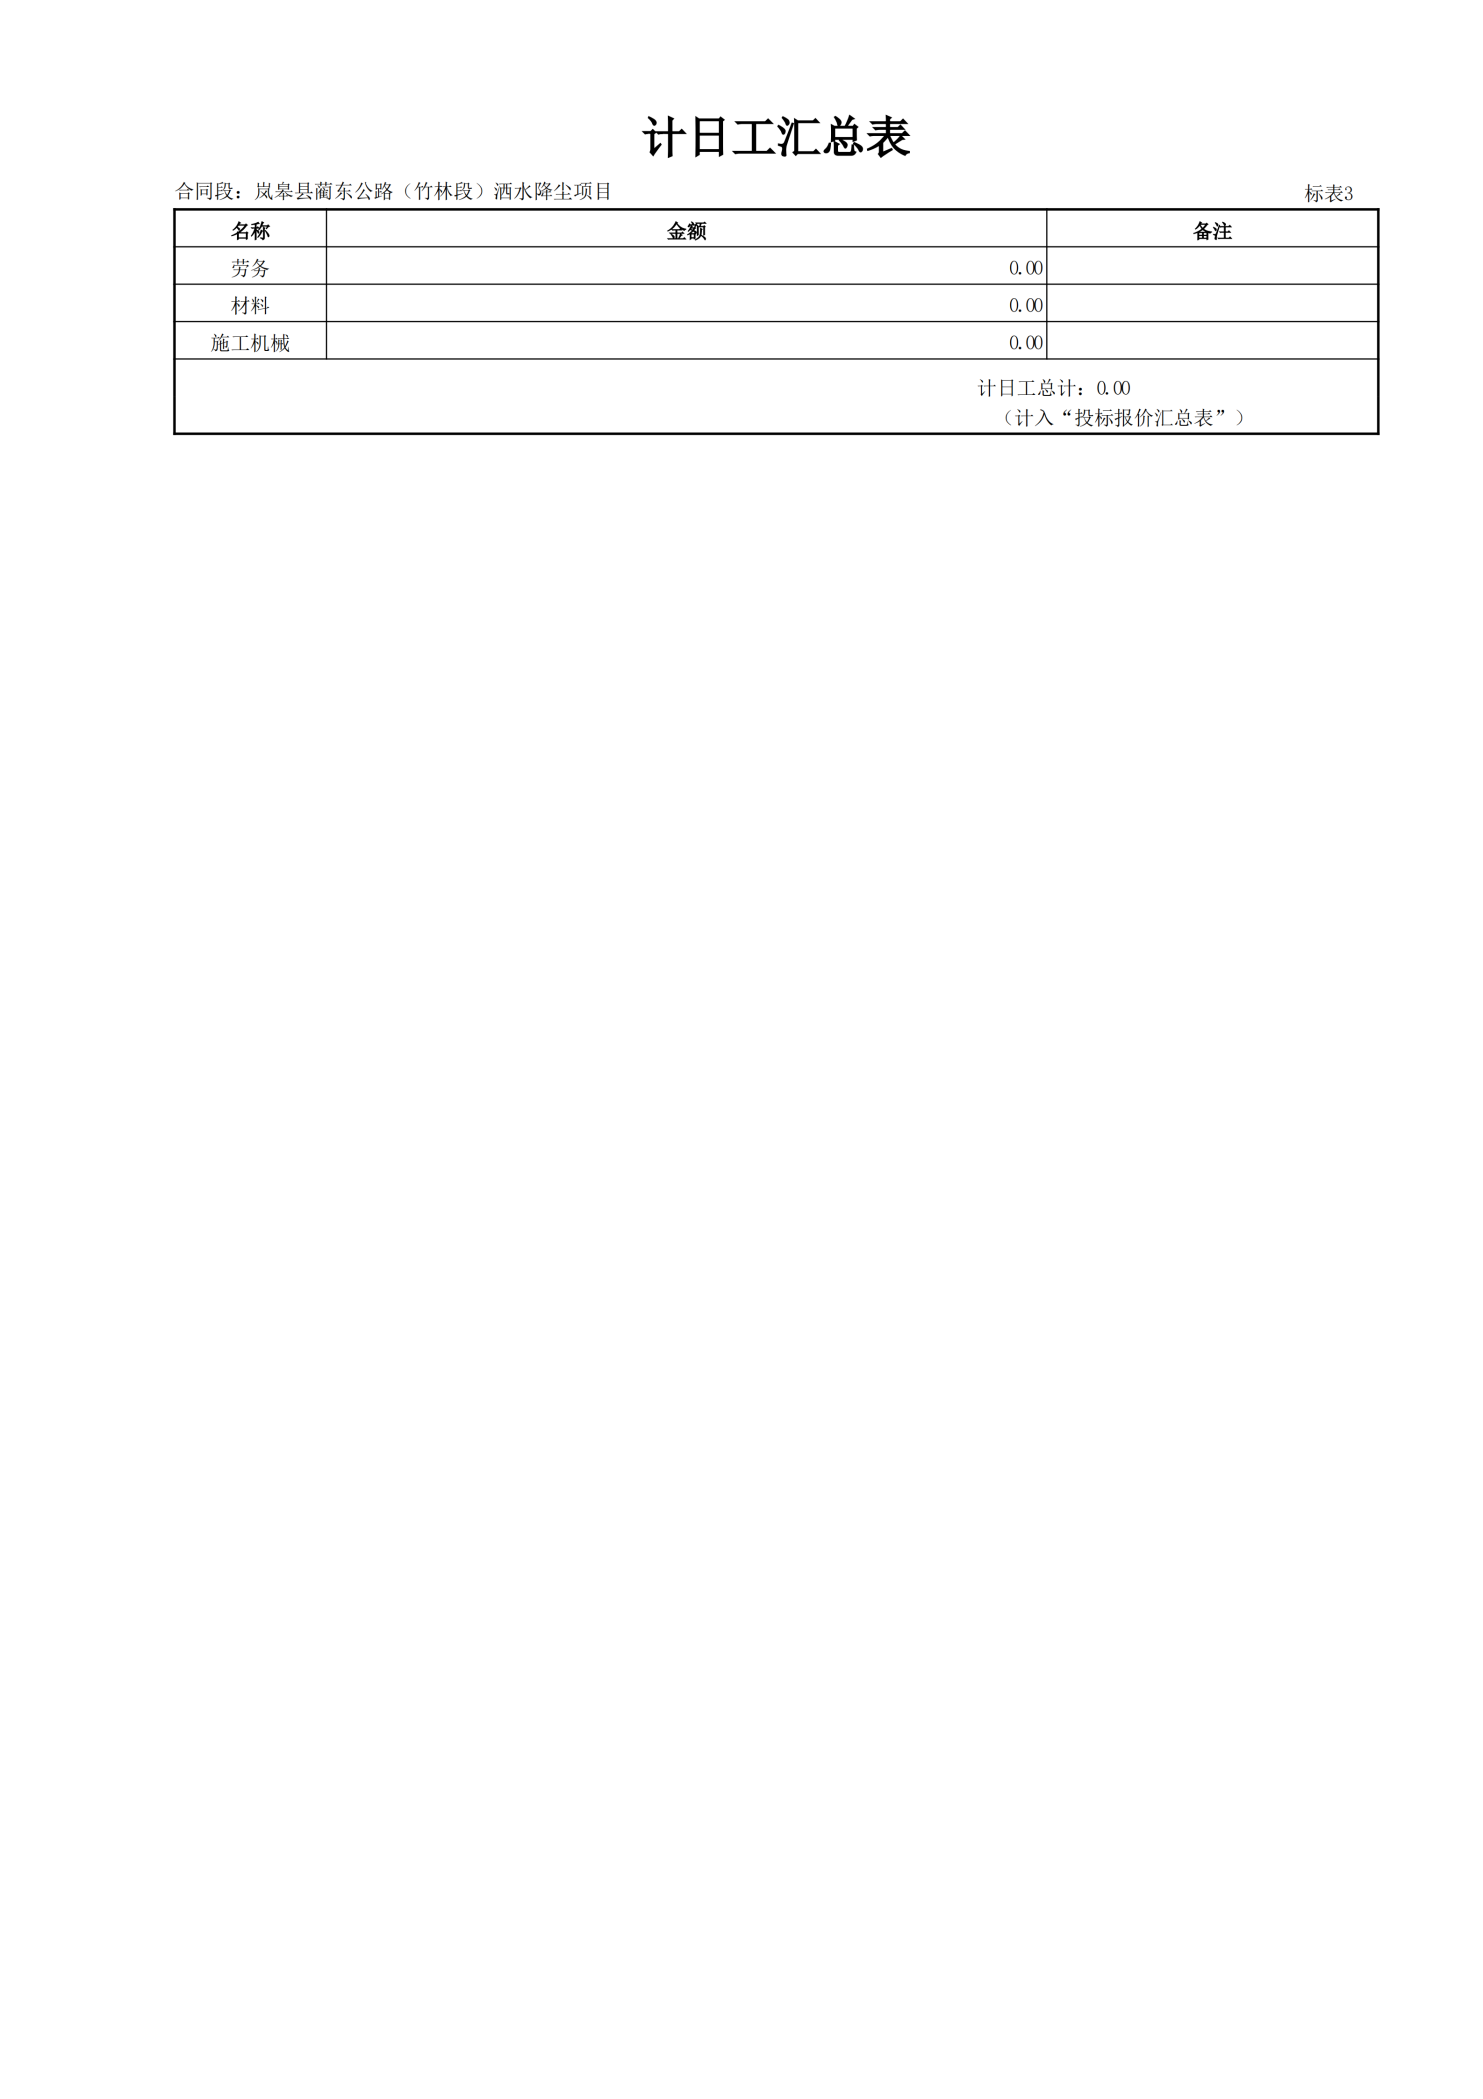 计日工汇总表
合同段：岚皋县蔺东公路（竹林段）洒水降尘项目 标表3
名称 金额 备注
劳务 0.00
材料 0.00
施工机械 0.00
计日工总计：0.00
（计入“投标报价汇总表”）